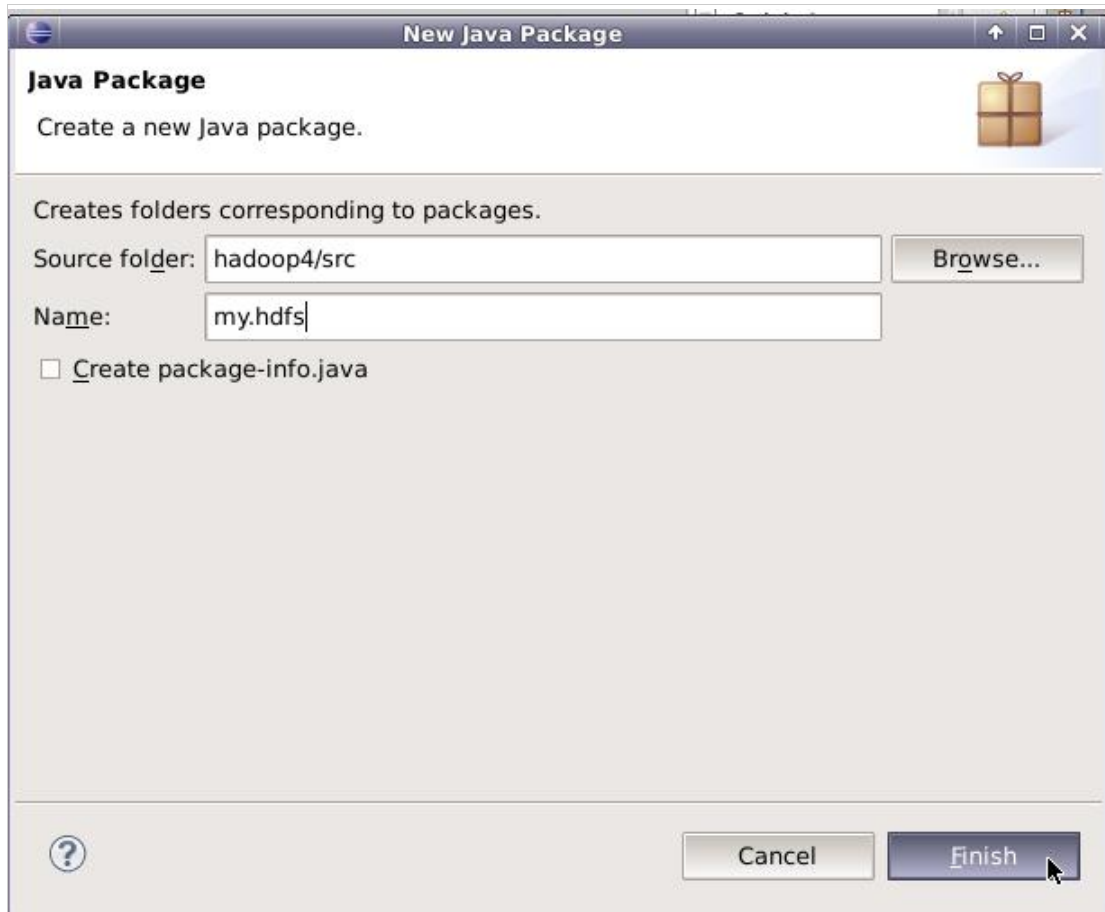 New Java Package
Java Package
Create a new Java package.
Creates folders corresponding to packages.
Source folder: hadoop4/src Browse...
Name: my.hdfs
Create package-info.java
Cancel Finish